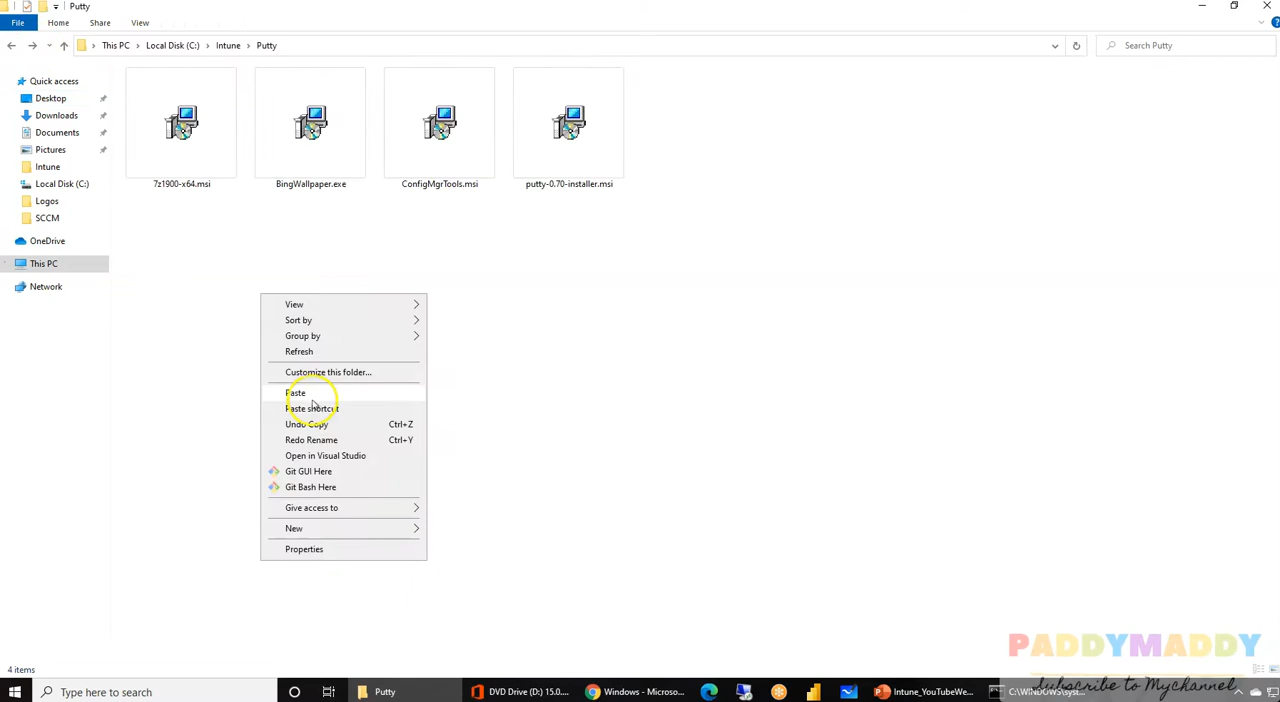 Putty
File Home Share View
This PC Local Disk (C:) Intune Putty
Search Putty
Quick access
Desktop
Downloads
Documents
Pictures
Intune
Local Disk (C:)
Logos
SCCM
OneDrive
This PC
Network
7z1900-x64.msi
BingWallpaper.exe
ConfigMgrTools.msi
putty-0.70-installer.msi
View
Sort by
Group by
Refresh
Customize this folder...
Paste
Paste shortcut
Undo Copy Ctrl+Z
Redo Rename Ctrl+Y
Open in Visual Studio
Git GUI Here
Git Bash Here
Give access to
New
Properties
PADDYMADDY
Subscribe to Mychannel
4 items
Type here to search
Putty
DVD Drive (D:) 15.0....
Windows - Microso...
Intune_YouTubeWe...
C:\WINDOWS\syst...